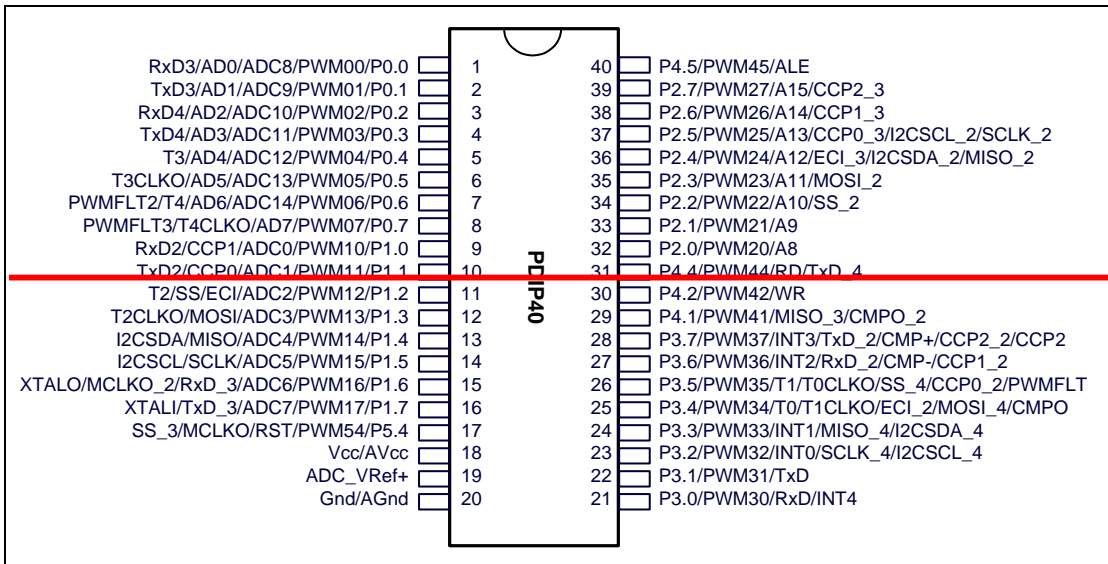 RxD3/AD0/ADC8/PWM00/P0.0 1 40 P4.5/PWM45/ALE
TxD3/AD1/ADC9/PWM01/P0.1 2 39 P2.7/PWM27/A15/CCP2_3
RxD4/AD2/ADC10/PWM02/P0.2 3 38 P2.6/PWM26/A14/CCP1_3
TxD4/AD3/ADC11/PWM03/P0.3 4 37 P2.5/PWM25/A13/CCP0_3/I2CSCL_2/SCLK_2
T3/AD4/ADC12/PWM04/P0.4 5 36 P2.4/PWM24/A12/ECI_3/I2CSDA_2/MISO_2
T3CLKO/AD5/ADC13/PWM05/P0.5 6 35 P2.3/PWM23/A11/MOSI_2
PWMFLT2/T4/AD6/ADC14/PWM06/P0.6 7 34 P2.2/PWM22/A10/SS_2
PWMFLT3/T4CLKO/AD7/PWM07/P0.7 8 33 P2.1/PWM21/A9
RxD2/CCP1/ADC0/PWM10/P1.0 9 32 P2.0/PWM20/A8
TxD2/CCP0/ADC1/PWM11/P1.1 10 31 P4.4/PWM44/RD/TxD_4
PDIP40
T2/SS/ECI/ADC2/PWM12/P1.2 11 30 P4.2/PWM42/WR
T2CLKO/MOSI/ADC3/PWM13/P1.3 12 29 P4.1/PWM41/MISO_3/CMPO_2
I2CSDA/MISO/ADC4/PWM14/P1.4 13 28 P3.7/PWM37/INT3/TxD_2/CMP+/CCP2_2/CCP2
I2CSCL/SCLK/ADC5/PWM15/P1.5 14 27 P3.6/PWM36/INT2/RxD_2/CMP-/CCP1_2
XTALO/MCLKO_2/RxD_3/ADC6/PWM16/P1.6 15 26 P3.5/PWM35/T1/T0CLKO/SS_4/CCP0_2/PWMFLT
XTALI/TxD_3/ADC7/PWM17/P1.7 16 25 P3.4/PWM34/T0/T1CLKO/ECI_2/MOSI_4/CMPO
SS_3/MCLKO/RST/PWM54/P5.4 17 24 P3.3/PWM33/INT1/MISO_4/I2CSDA_4
Vcc/AVcc 18 23 P3.2/PWM32/INT0/SCLK_4/I2CSCL_4
ADC_VRef+ 19 22 P3.1/PWM31/TxD
Gnd/AGnd 20 21 P3.0/PWM30/RxD/INT4